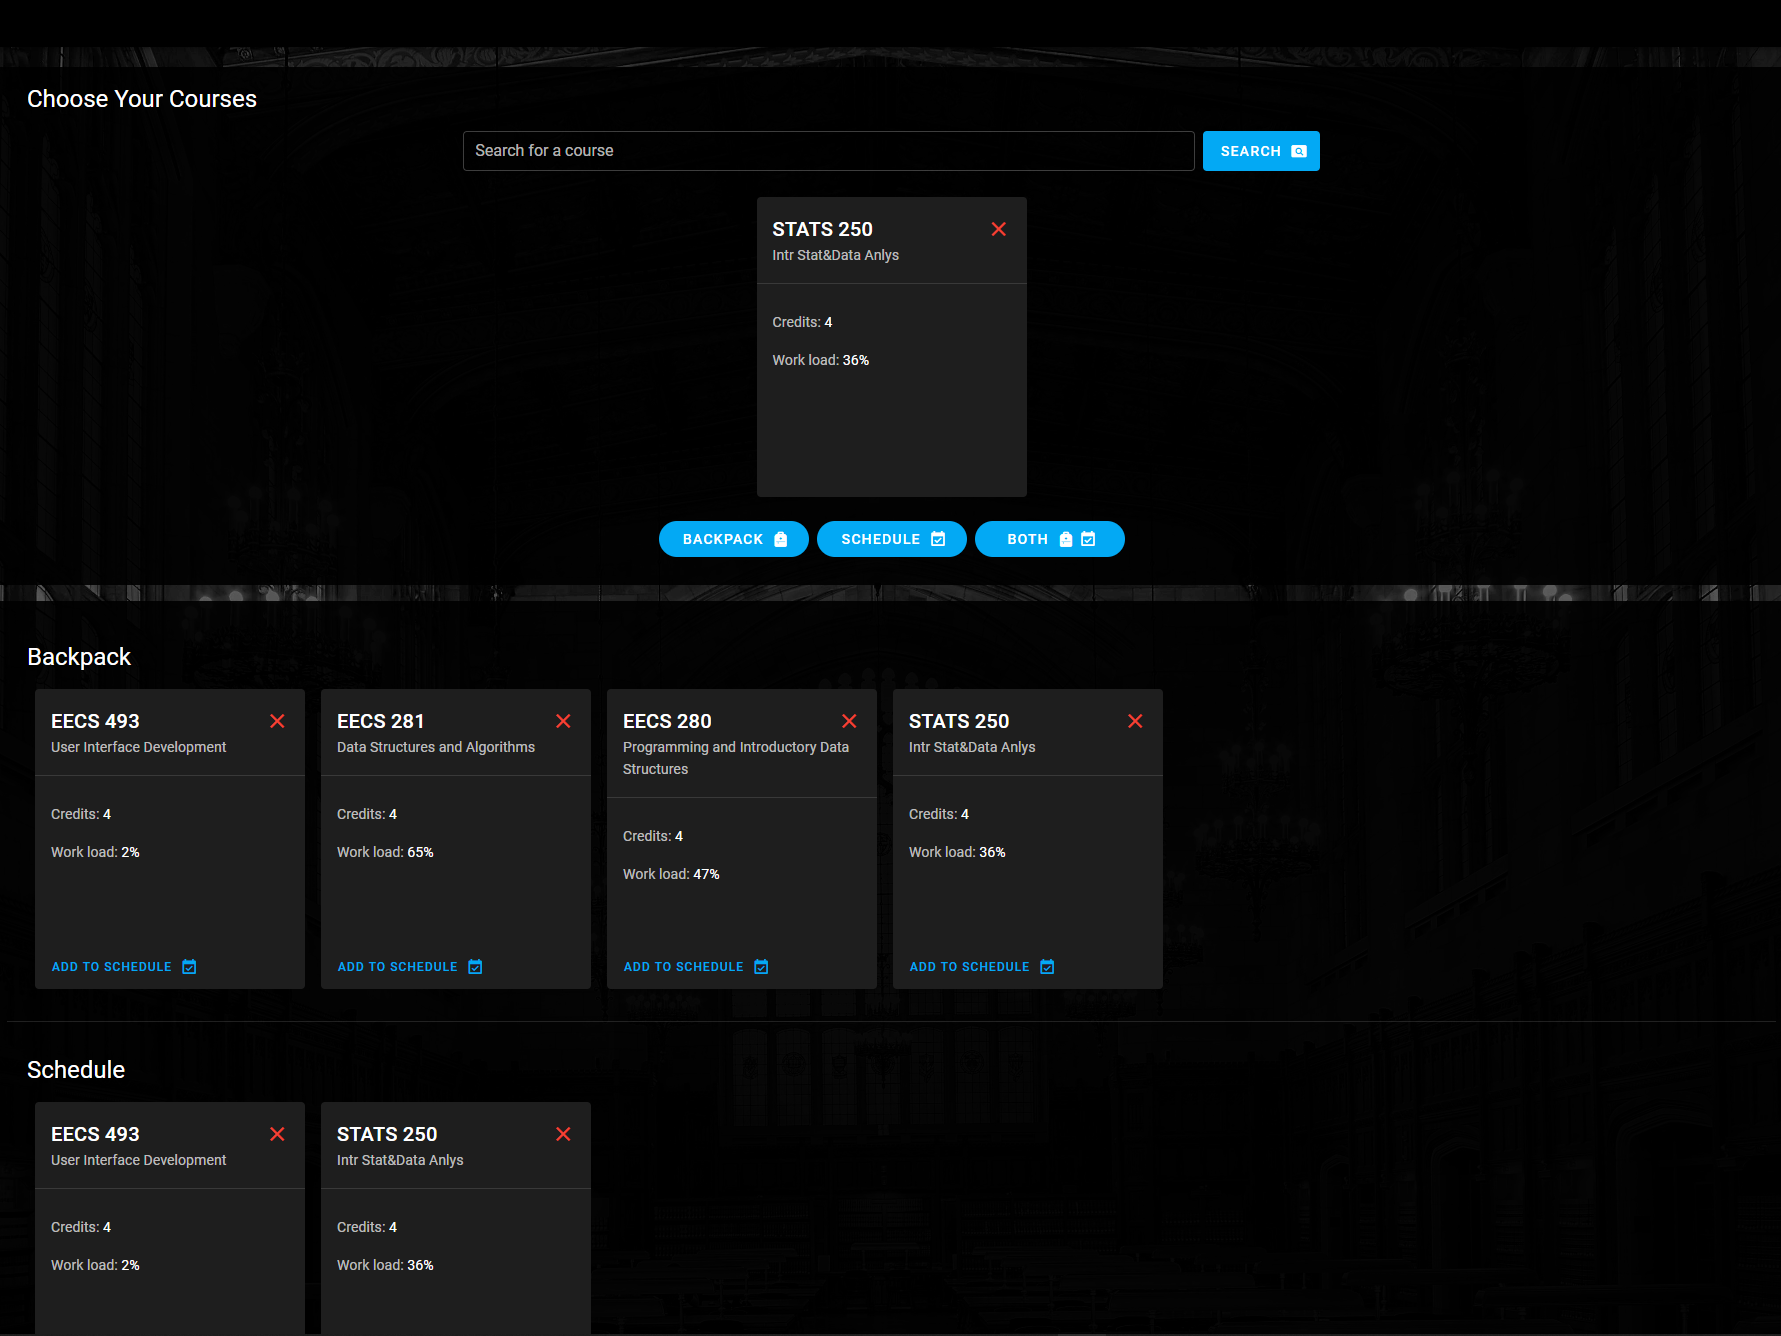 Choose Your Courses
Search for a course
SEARCH
STATS 250
Intr Stat&Data Anlys
Credits: 4
Work load: 36%
BACKPACK
SCHEDULE
BOTH
Backpack
EECS 493
User Interface Development
Credits: 4
Work load: 2%
ADD TO SCHEDULE
EECS 281
Data Structures and Algorithms
Credits: 4
Work load: 65%
ADD TO SCHEDULE
EECS 280
Programming and Introductory Data
Structures
Credits: 4
Work load: 47%
ADD TO SCHEDULE
STATS 250
Intr Stat&Data Anlys
Credits: 4
Work load: 36%
ADD TO SCHEDULE
Schedule
EECS 493
User Interface Development
Credits: 4
Work load: 2%
STATS 250
Intr Stat&Data Anlys
Credits: 4
Work load: 36%